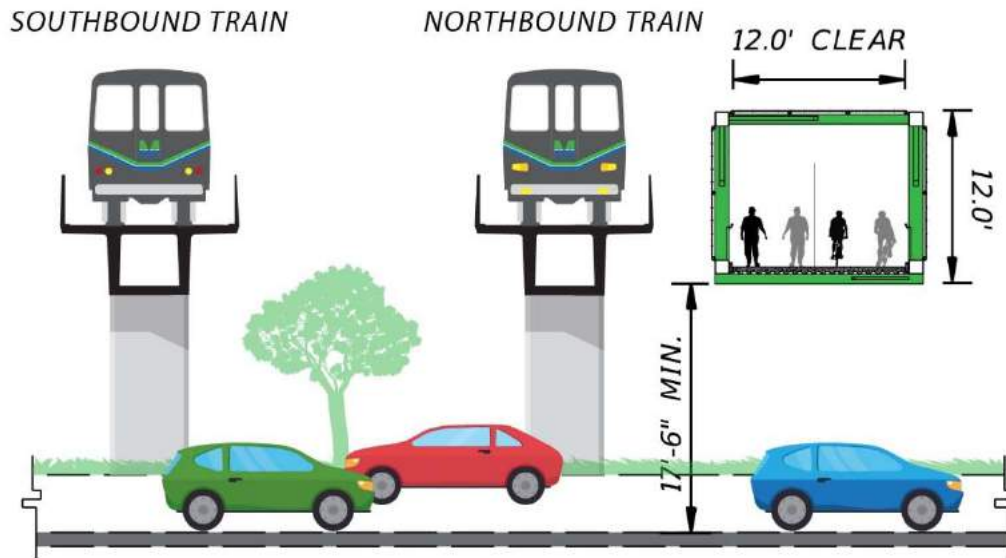 SOUTHBOUND TRAIN
NORTHBOUND TRAIN
12.0' CLEAR
12.0'
17'-6" MIN.